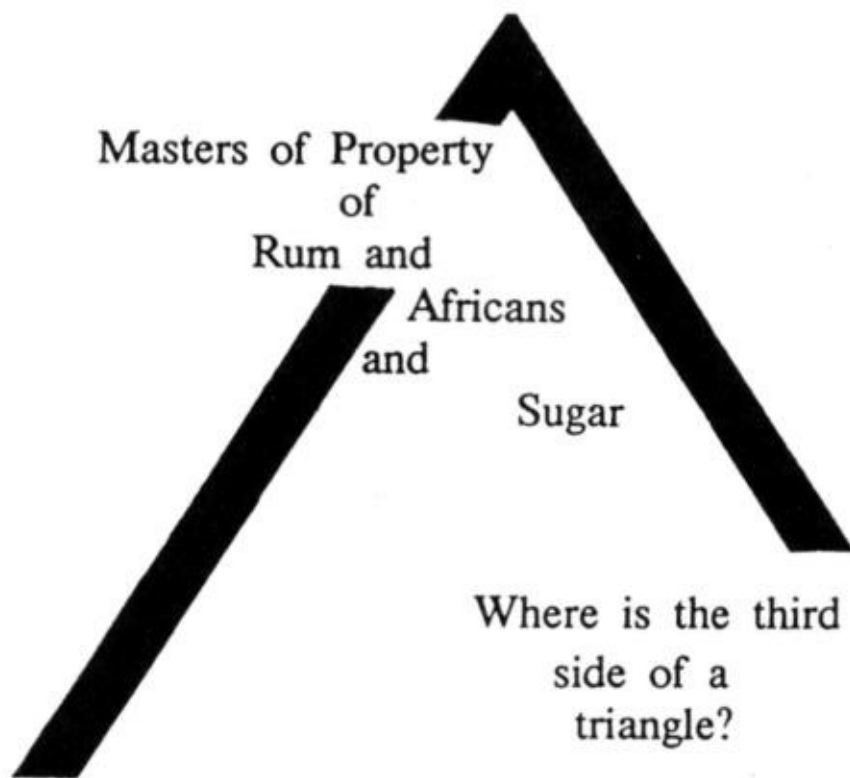 Masters of Property
of
Rum and
Africans
and
Sugar
Where is the third
side of a
triangle?